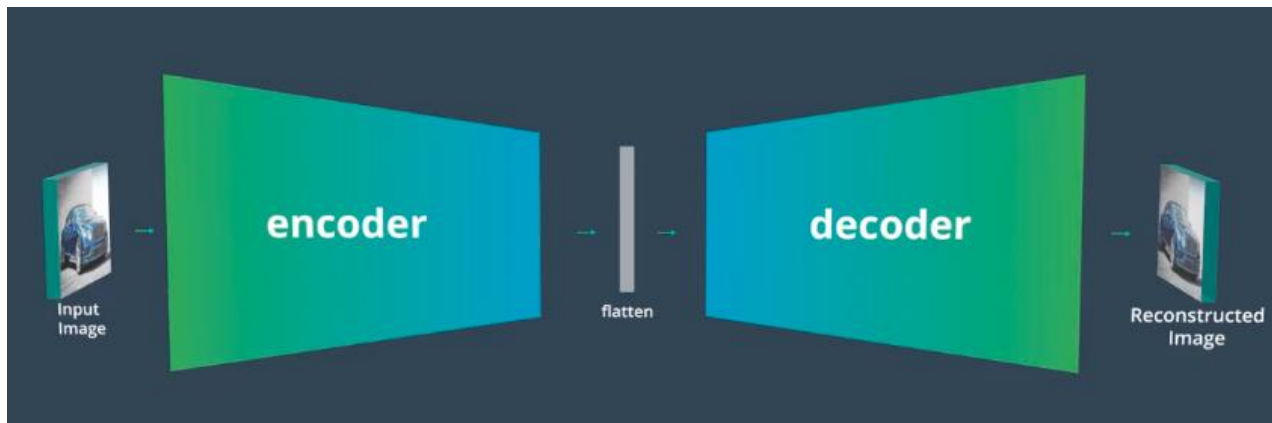 Input
Image
encoder
flatten
decoder
Reconstructed
Image